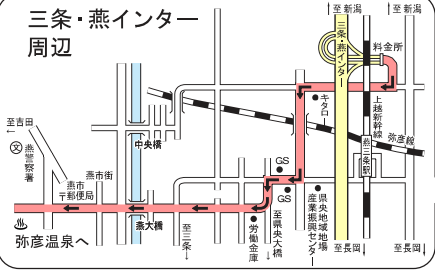 三条・燕インター
周辺
↑至新潟
↑至新潟
三条・燕インター
料金所
キタロー
上越新幹線
弥彦線
燕三条駅
至吉田
←
文
燕警察署
燕市
〒郵便局
燕市街
中央橋
GS
GS
県央地域地場
産業振興センター
弥彦温泉へ
燕大橋
至三条→
労働金庫
至県央大橋→
至長岡↓
至長岡↓